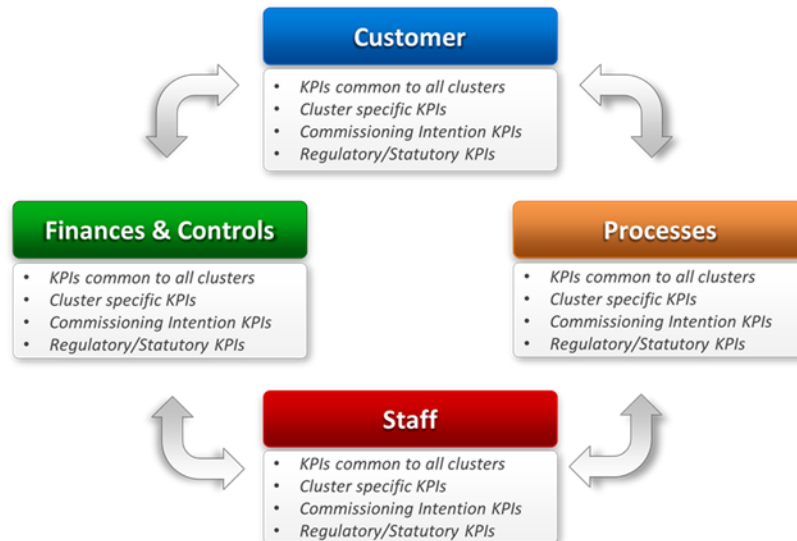 Customer
• KPIs common to all clusters
• Cluster specific KPIs
• Commissioning Intention KPIs
• Regulatory/Statutory KPIs
Finances & Controls
• KPIs common to all clusters
• Cluster specific KPIs
• Commissioning Intention KPIs
• Regulatory/Statutory KPIs
Processes
• KPIs common to all clusters
• Cluster specific KPIs
• Commissioning Intention KPIs
• Regulatory/Statutory KPIs
Staff
• KPIs common to all clusters
• Cluster specific KPIs
• Commissioning Intention KPIs
• Regulatory/Statutory KPIs